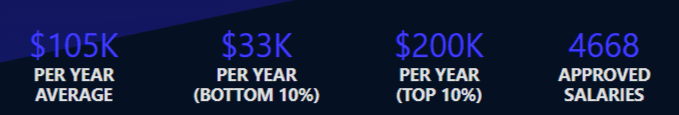 $105K
PER YEAR
AVERAGE
$33K
PER YEAR
(BOTTOM 10%)
$200K
PER YEAR
(TOP 10%)
4668
APPROVED
SALARIES